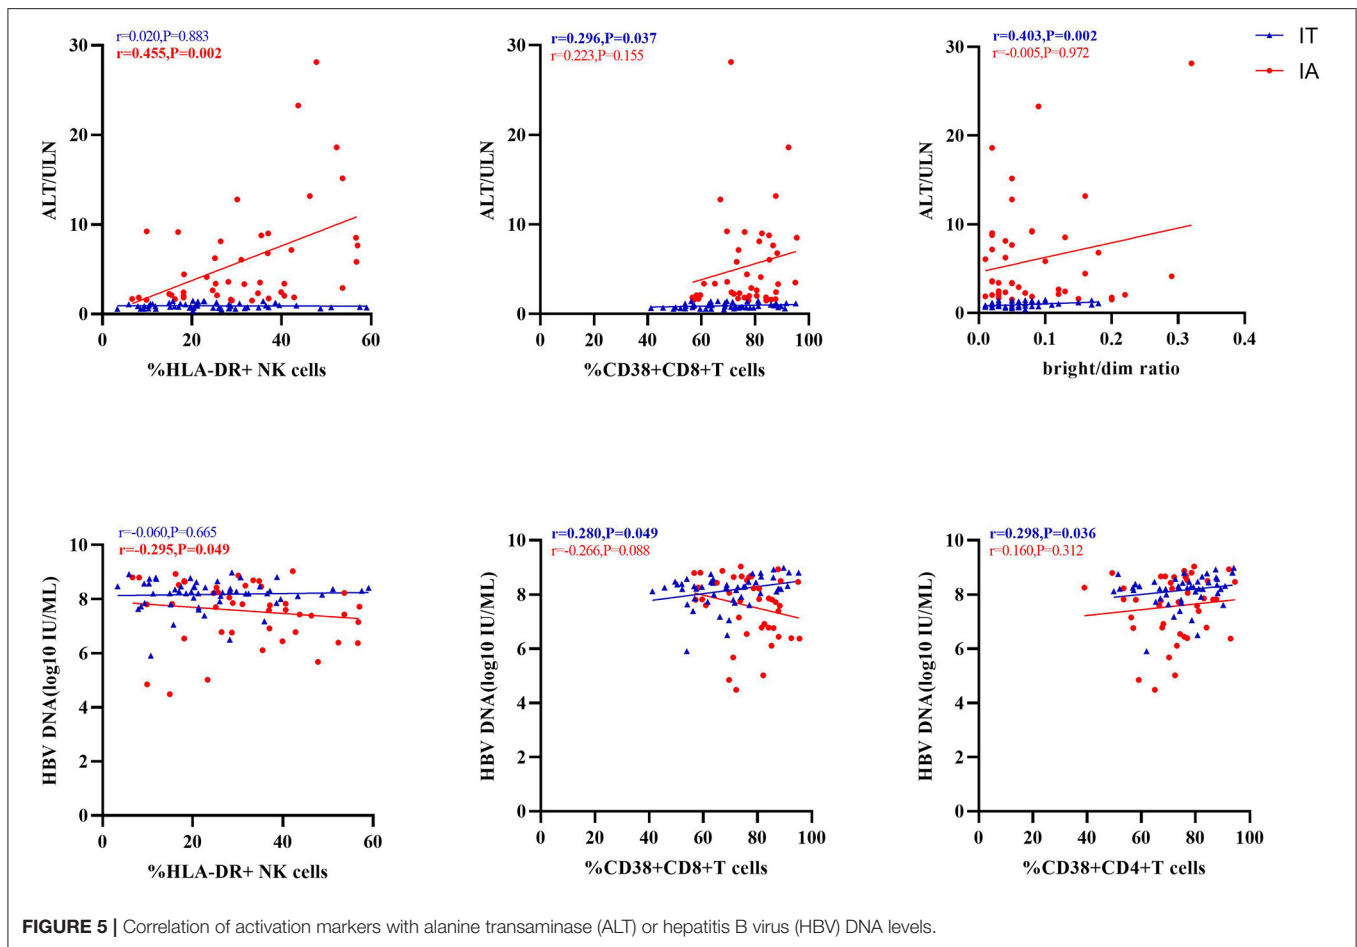 r=0.020,P=0.883
r=0.455,P=0.002
30
20
10
0
ALT/ULN
0 20 40 60
%HLA-DR+ NK cells
r=0.296,P=0.037
r=0.223,P=0.155
30
20
10
0
ALT/ULN
0 20 40 60 80 100
%CD38+CD8+T cells
r=0.403,P=0.002
r=-0.005,P=0.972
30
20
10
0
ALT/ULN
0.0 0.1 0.2 0.3 0.4
bright/dim ratio
IT
IA
r=-0.060,P=0.665
r=-0.295,P=0.049
10
8
6
4
2
0
HBV DNA(log10 IU/ML)
0 20 40 60
%HLA-DR+ NK cells
r=0.280,P=0.049
r=-0.266,P=0.088
10
8
6
4
2
0
HBV DNA(log10 IU/ML)
0 20 40 60 80 100
%CD38+CD8+T cells
r=0.298,P=0.036
r=0.160,P=0.312
10
8
6
4
2
0
HBV DNA(log10 IU/ML)
0 20 40 60 80 100
%CD38+CD4+T cells
FIGURE 5 | Correlation of activation markers with alanine transaminase (ALT) or hepatitis B virus (HBV) DNA levels.